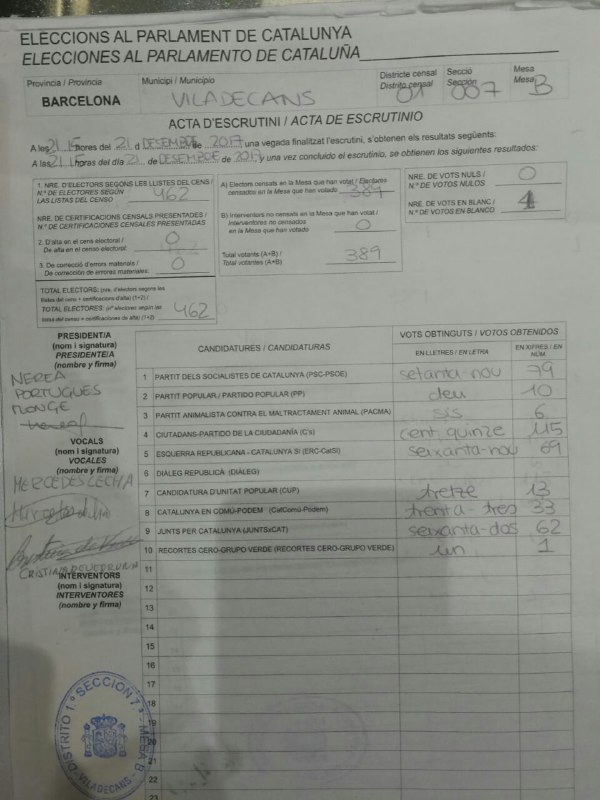 ELECCIONS AL PARLAMENT DE CATALUNYA
ELECCIONES AL PARLAMENTO DE CATALUÑA
Provincia / Provincia
BARCELONA
Municipi / Municipio
VILADECANS
Districte censal
Distrito censal
01
Secció
Sección
007
Mesa
Mesa
B
ACTA D'ESCRUTINI / ACTA DE ESCRUTINIO
A les 21.15 hores del 21 d DESEMBRE de 2017 una vegada finalitzat l'escrutini, s'obtenen els resultats següents:
A las 21.15 horas del día 21 de DESEMBRE de 2017 y una vez concluido el escrutinio, se obtienen los siguientes resultados:
1. NRE. D'ELECTORS SEGONS LES LLISTES DEL CENS /
N.º DE ELECTORES SEGÚN
LAS LISTAS DEL CENSO 462
NRE. DE CERTIFICACIONS CENSALS PRESENTADES /
N.º DE CERTIFICACIONES CENSALES PRESENTADAS
2. D'alta en el cens electoral /
De alta en el censo electoral: 0
3. De correcció d'errors materials /
De corrección de errores materiales: 0
TOTAL ELECTORS: (nre. d'electors segons les
llistes del cens + certificacions d'alta) (1+2) /
TOTAL ELECTORES: (nº electores según las
listas del censo + certificaciones de alta) (1+2) 462
A) Electors censats en la Mesa que han votat / Electores
censados en la Mesa que han votado 389
B) Interventors no censats en la Mesa que han votat /
Interventores no censados
en la Mesa que han votado 0
Total votants (A+B) /
Total votantes (A+B) 389
NRE. DE VOTS NULS /
N.º DE VOTOS NULOS 0
NRE. DE VOTS EN BLANC /
N.º DE VOTOS EN BLANCO 1
PRESIDENT/A
(nom i signatura)
PRESIDENTE/A
(nombre y firma)
NEREA
PORTUGUES
MONGE
VOCALS
(nom i signatura)
VOCALES
(nombre y firma)
MERCEDES
INTERVENTORS
(nom i signatura)
INTERVENTORES
(nombre y firma)
CANDIDATURES / CANDIDATURAS
VOTS OBTINGUTS / VOTOS OBTENIDOS
EN LLETRES / EN LETRA
EN XIFRES / EN NÚM.
1 PARTIT DELS SOCIALISTES DE CATALUNYA (PSC-PSOE) setanta-nou 79
2 PARTIT POPULAR / PARTIDO POPULAR (PP) deu 10
3 PARTIT ANIMALISTA CONTRA EL MALTRACTAMENT ANIMAL (PACMA) sis 6
4 CIUTADANS-PARTIDO DE LA CIUDADANÍA (C's) cent quinze 115
5 ESQUERRA REPUBLICANA - CATALUNYA SÍ (ERC-CatSí) seixanta-nou 69
6 DIÀLEG REPUBLICÀ (DIÀLEG)
7 CANDIDATURA D'UNITAT POPULAR (CUP) tretze 13
8 CATALUNYA EN COMÚ-PODEM (CatComú-Podem) trenta-tres 33
9 JUNTS PER CATALUNYA (JUNTSxCAT) seixanta-dos 62
10 RECORTES CERO-GRUPO VERDE (RECORTES CERO-GRUPO VERDE) un 1
11
12
13
14
15
16
17
18
19
20
21
22
23
DISTRITO 1º SECCION 7ª MESA B
VILADECANS